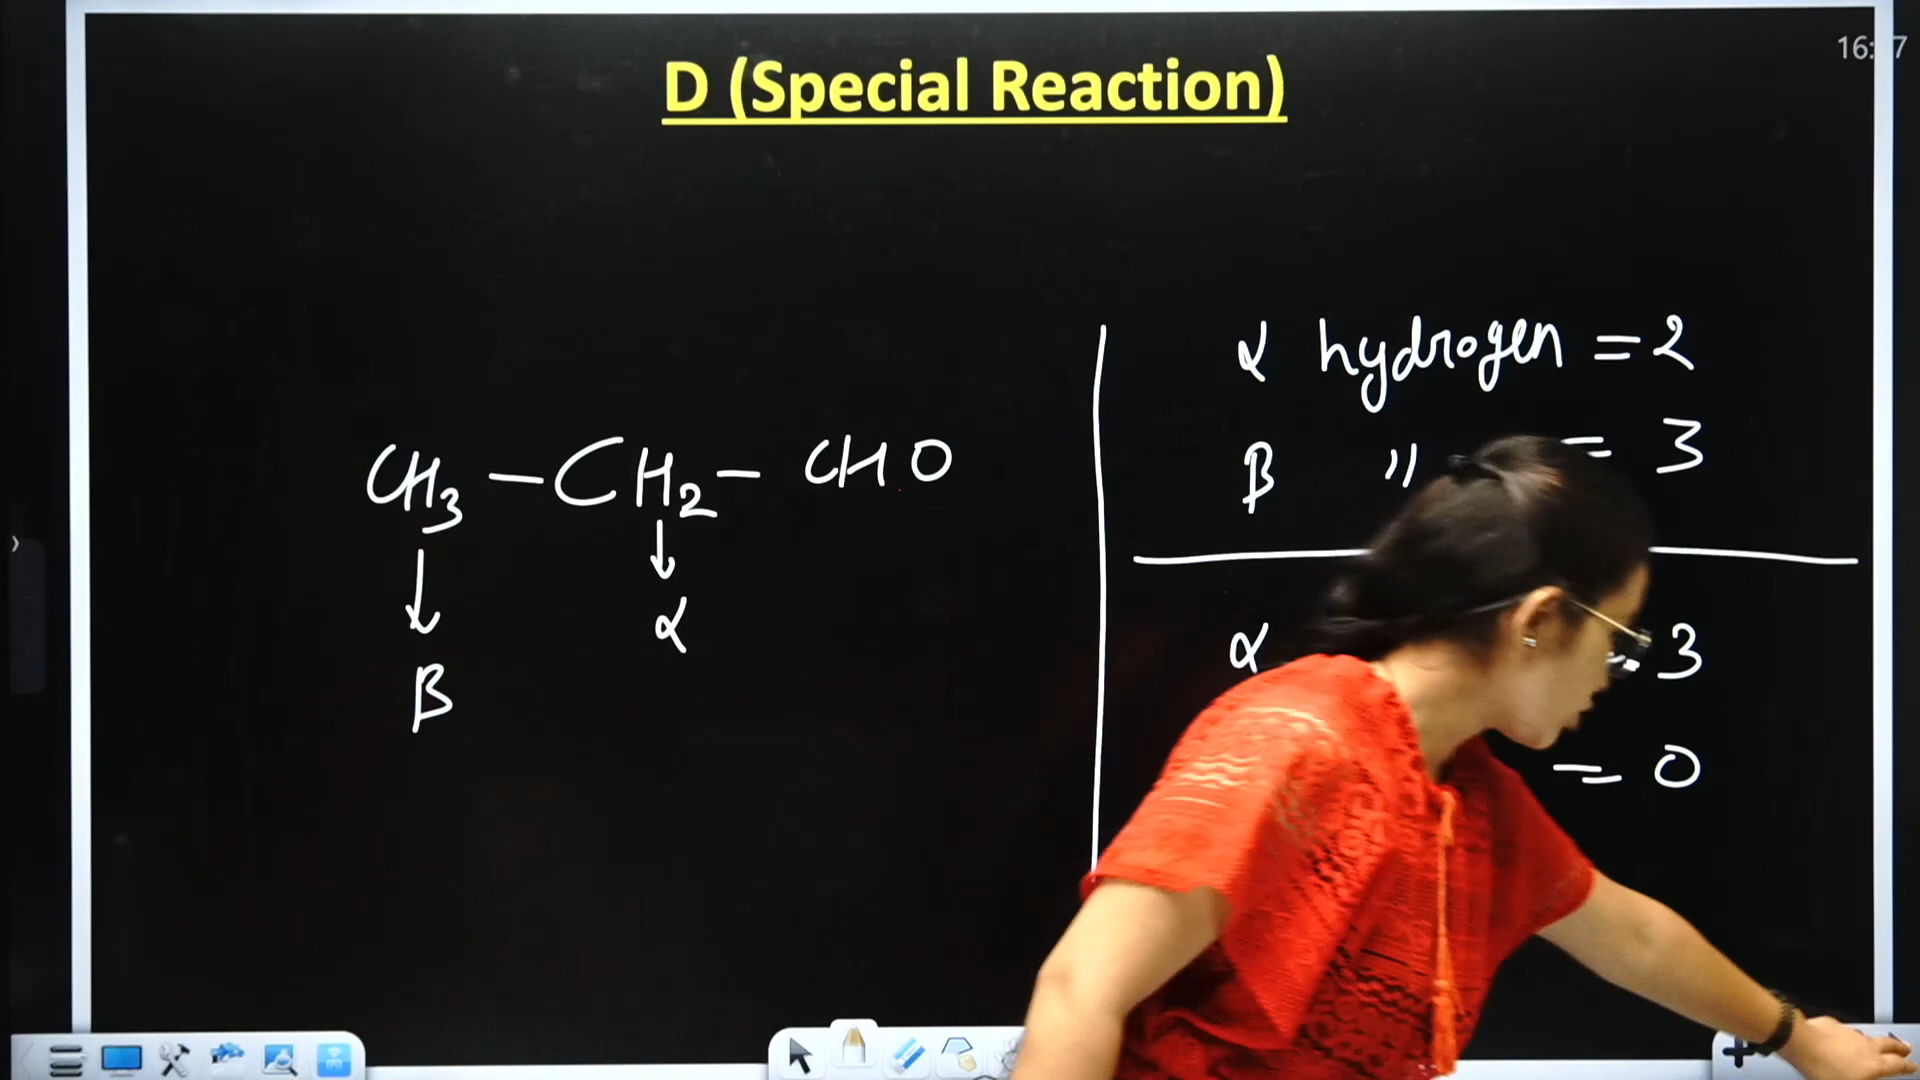 D (Special Reaction)
CH3 - CH2 - CHO
β
α
α hydrogen = 2
β " = 3
α 3
= 0